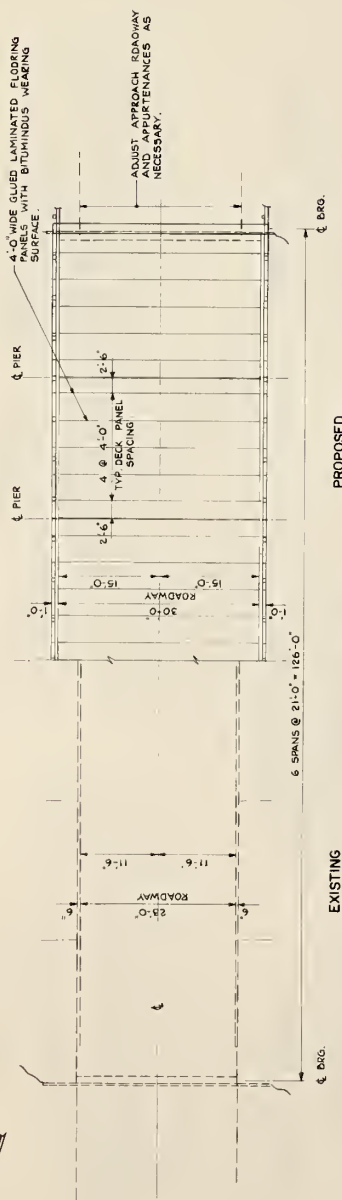 4'-0" WIDE GLUED LAMINATED FLOORING
PANELS WITH BITUMINOUS WEARING
SURFACE.
ADJUST APPROACH ROADWAY
AND APPURTENANCES AS
NECESSARY.
℄ PIER
℄ PIER
2'-6"
4 @ 4'-0"
TYP. DECK PANEL
SPACING
2'-6"
1'-0"
15'-0"
30'-0"
ROADWAY
15'-0"
1'-0"
6"
11'-6"
23'-0"
ROADWAY
11'-6"
6"
℄
℄ BRG.
6 SPANS @ 21'-0" = 126'-0"
℄ BRG.
EXISTING
PROPOSED